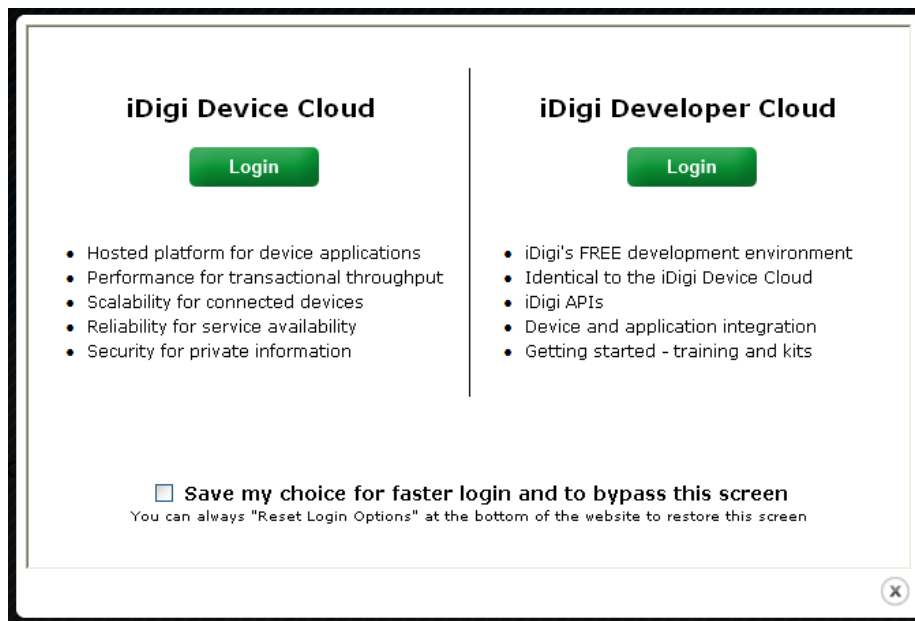 iDigi Device Cloud
Login
• Hosted platform for device applications
• Performance for transactional throughput
• Scalability for connected devices
• Reliability for service availability
• Security for private information
iDigi Developer Cloud
Login
• iDigi's FREE development environment
• Identical to the iDigi Device Cloud
• iDigi APIs
• Device and application integration
• Getting started - training and kits
Save my choice for faster login and to bypass this screen
You can always "Reset Login Options" at the bottom of the website to restore this screen